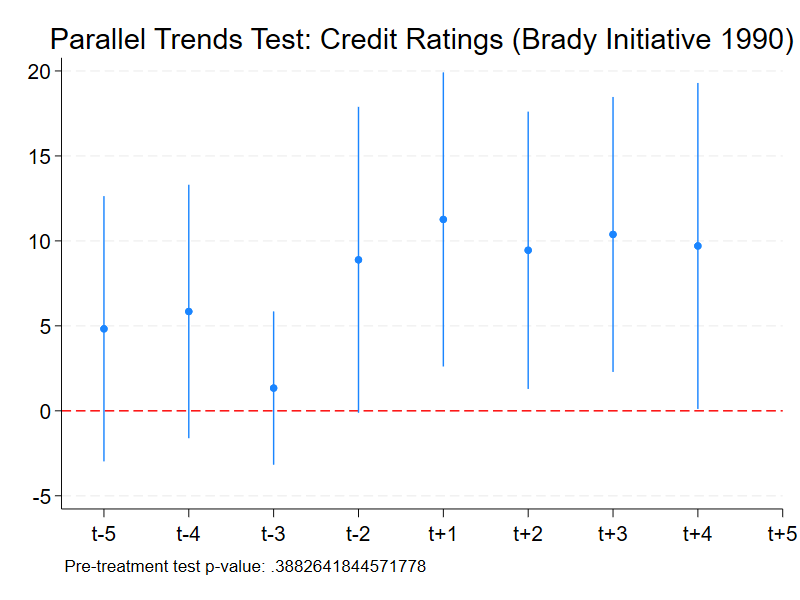 Parallel Trends Test: Credit Ratings (Brady Initiative 1990)
20
15
10
5
0
-5
t-5 t-4 t-3 t-2 t+1 t+2 t+3 t+4 t+5
Pre-treatment test p-value: .3882641844571778